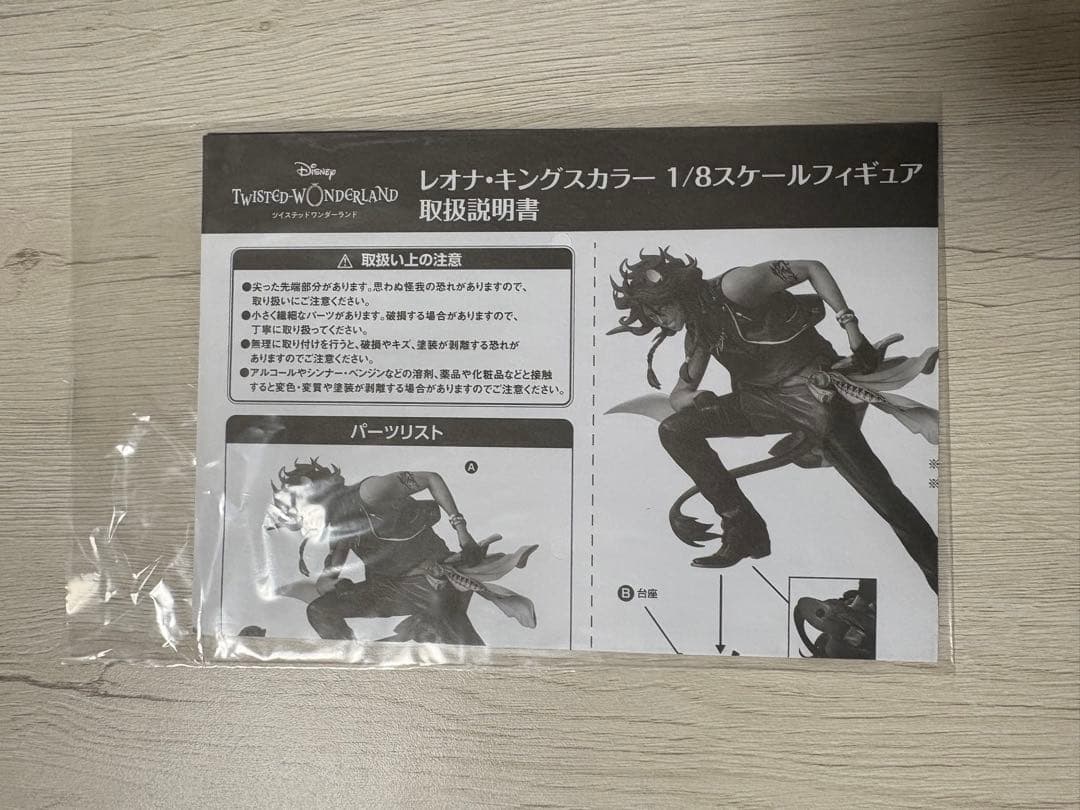 Disney
TWISTED-WONDERLAND
ツイステッドワンダーランド
レオナ・キングスカラー 1/8スケールフィギュア
取扱説明書
取扱い上の注意
●尖った先端部分があります。思わぬ怪我の恐れがありますので、
取り扱いにご注意ください。
●小さく繊細なパーツがあります。破損する場合がありますので、
丁寧に取り扱ってください。
●無理に取り付けを行うと、破損やキズ、塗装が剥離する恐れが
ありますのでご注意ください。
●アルコールやシンナー・ベンジンなどの溶剤、薬品や化粧品などと接触
すると変色・変質や塗装が剥離する場合がありますのでご注意ください。
パーツリスト
A
※
※
B 台座